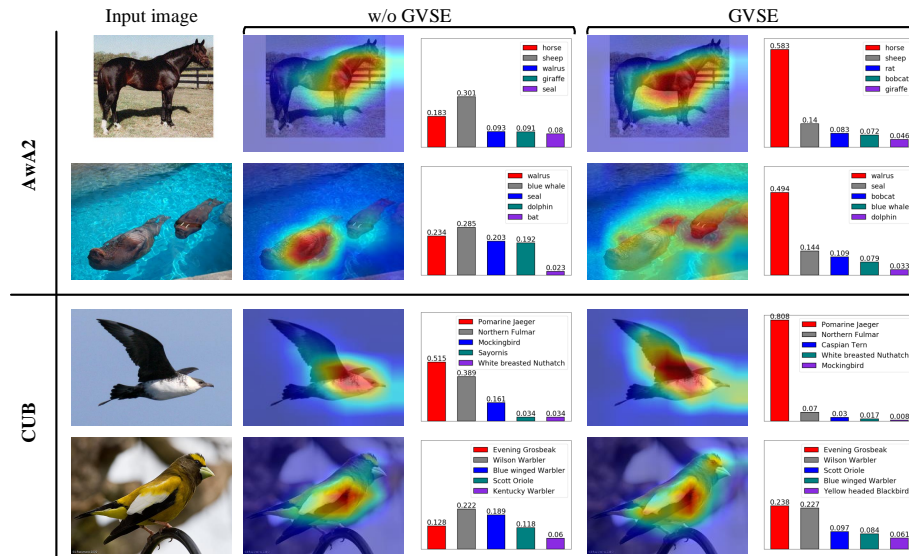 Input image
w/o GVSE
GVSE
AwA2
horse
sheep
walrus
giraffe
seal
0.183
0.301
0.093
0.091
0.08
horse
sheep
rat
bobcat
giraffe
0.583
0.14
0.083
0.072
0.046
walrus
blue whale
seal
dolphin
bat
0.234
0.285
0.203
0.192
0.023
walrus
seal
bobcat
blue whale
dolphin
0.494
0.144
0.109
0.079
0.033
CUB
Pomarine Jaeger
Northern Fulmar
Mockingbird
Sayornis
White breasted Nuthatch
0.515
0.389
0.161
0.034
0.034
Pomarine Jaeger
Northern Fulmar
Caspian Tern
White breasted Nuthatch
Mockingbird
0.808
0.07
0.03
0.017
0.008
Evening Grosbeak
Wilson Warbler
Blue winged Warbler
Scott Oriole
Kentucky Warbler
0.128
0.222
0.189
0.118
0.06
Evening Grosbeak
Wilson Warbler
Scott Oriole
Blue winged Warbler
Yellow headed Blackbird
0.238
0.227
0.097
0.084
0.061